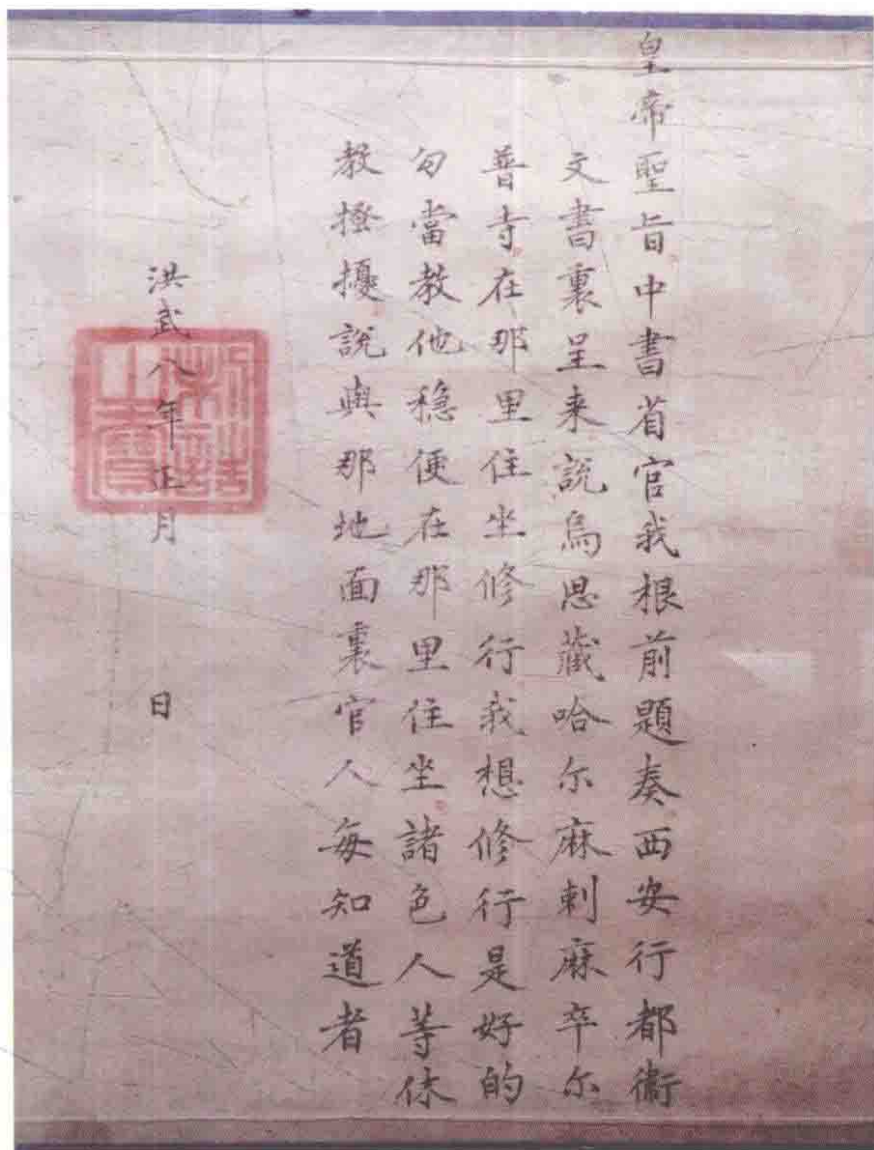 皇帝聖旨中書省官我根前題奏西安行都衛
文書裏呈来說烏思藏哈尔麻剌麻卒尔
普寺在那里住坐修行我想修行是好的
勾當教他穩便在那里住坐諸色人等休
教攪擾說與那地面裏官人每知道者
洪武八年正月 日